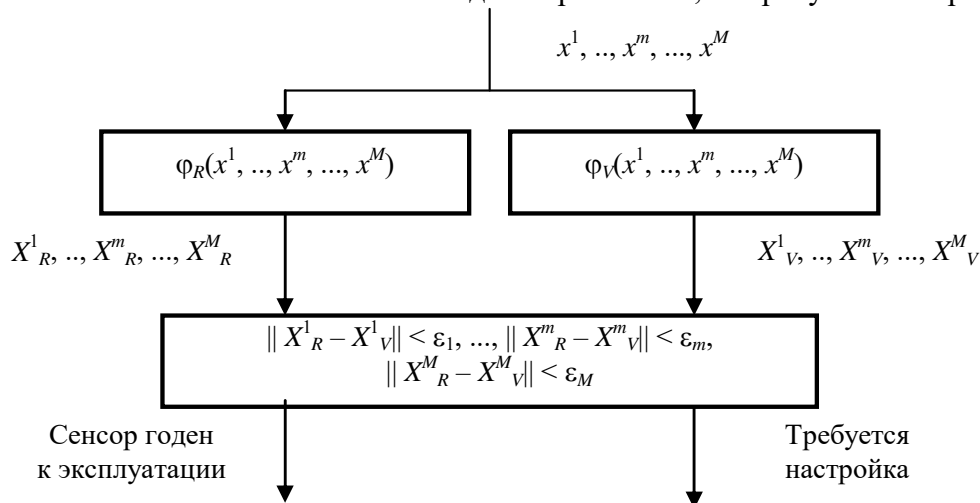 x¹, .., xᵐ, ..., xᴹ
φ_R(x¹, .., xᵐ, ..., xᴹ)
φ_V(x¹, .., xᵐ, ..., xᴹ)
X¹_R, .., Xᵐ_R, ..., Xᴹ_R
X¹_V, .., Xᵐ_V, ..., Xᴹ_V
|| X¹_R – X¹_V|| < ε₁, ..., || Xᵐ_R – Xᵐ_V|| < εₘ,
|| Xᴹ_R – Xᴹ_V|| < ε_M
Сенсор годен
к эксплуатации
Требуется
настройка